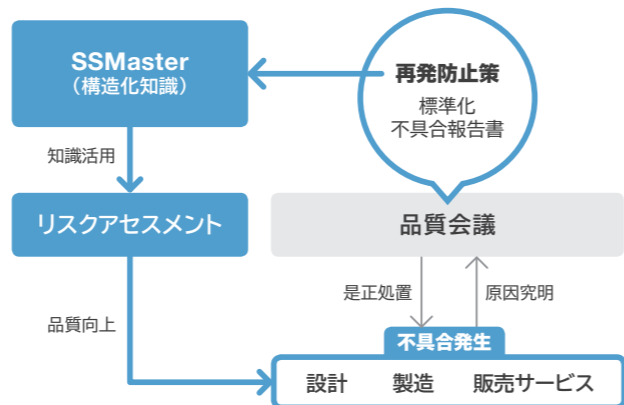 SSMaster
（構造化知識）
再発防止策
標準化
不具合報告書
知識活用
リスクアセスメント
品質会議
是正処置
原因究明
品質向上
不具合発生
設計 製造 販売サービス